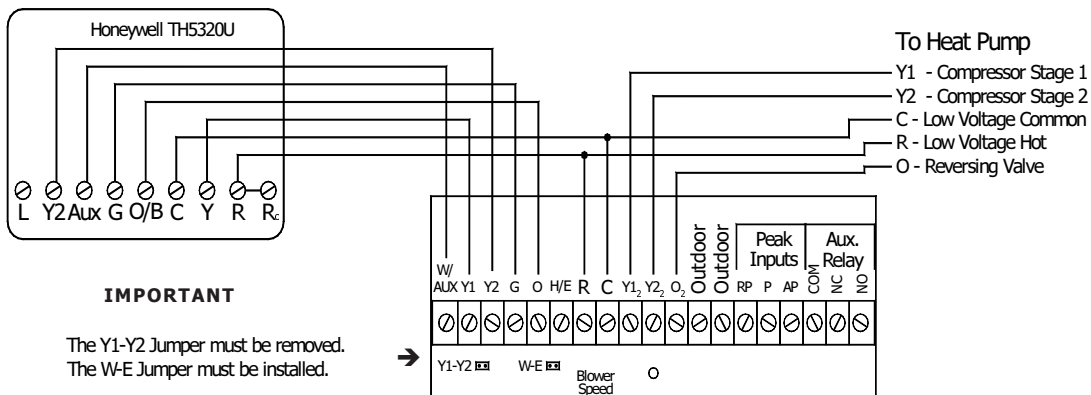 Honeywell TH5320U
L Y2 Aux G O/B C Y R Rc
To Heat Pump
Y1 - Compressor Stage 1
Y2 - Compressor Stage 2
C - Low Voltage Common
R - Low Voltage Hot
O - Reversing Valve
IMPORTANT
The Y1-Y2 Jumper must be removed.
The W-E Jumper must be installed.
Peak Inputs
Aux. Relay
W/AUX Y1 Y2 G O H/E R C Y1₂ Y2₂ O₂ Outdoor Outdoor RP P AP COM NC NO
Y1-Y2 W-E
Blower
Speed